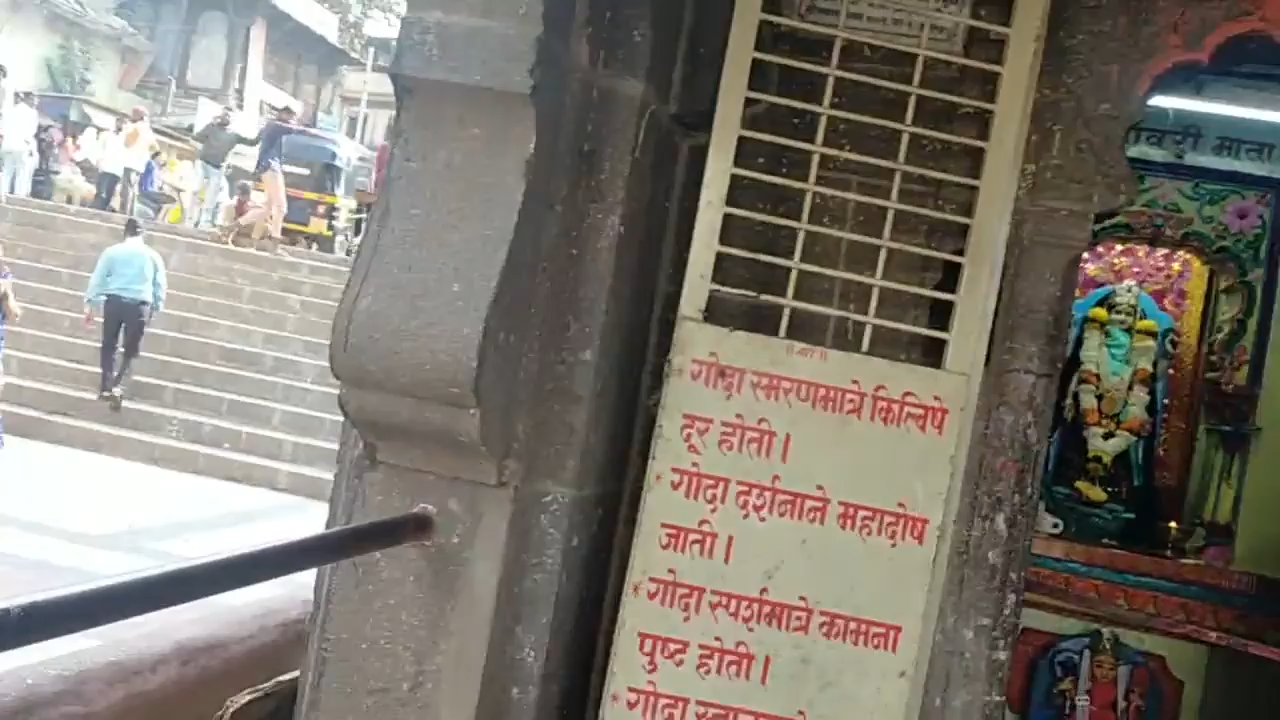 * गोदा स्मरणमात्रे किल्विषे
दूर होती।
* गोदा दर्शनाने महादोष
जाती।
* गोदा स्पर्शमात्रे कामना
पुष्ट होती।
* गोदा
माता